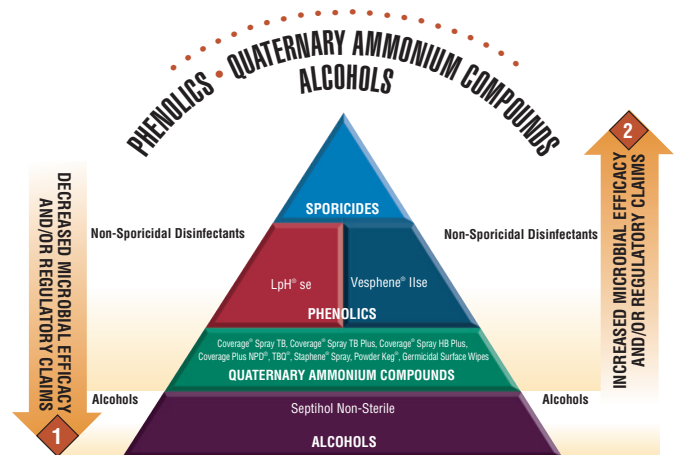 PHENOLICS • QUATERNARY AMMONIUM COMPOUNDS
ALCOHOLS
2
DECREASED MICROBIAL EFFICACY
AND/OR REGULATORY CLAIMS
INCREASED MICROBIAL EFFICACY
AND/OR REGULATORY CLAIMS
SPORICIDES
Non-Sporicidal Disinfectants
Non-Sporicidal Disinfectants
LpH® se
Vesphene® IIse
PHENOLICS
Coverage® Spray TB, Coverage® Spray TB Plus, Coverage® Spray HB Plus,
Coverage Plus NPD®, TBQ®, Staphene® Spray, Powder Keg®, Germicidal Surface Wipes
QUATERNARY AMMONIUM COMPOUNDS
Alcohols
Alcohols
Septihol Non-Sterile
1
ALCOHOLS